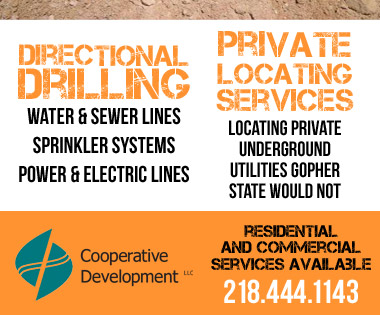 DIRECTIONAL
DRILLING
WATER & SEWER LINES
SPRINKLER SYSTEMS
POWER & ELECTRIC LINES
PRIVATE
LOCATING
SERVICES
LOCATING PRIVATE
UNDERGROUND
UTILITIES GOPHER
STATE WOULD NOT
Cooperative
Development LLC
RESIDENTIAL
AND COMMERCIAL
SERVICES AVAILABLE
218.444.1143